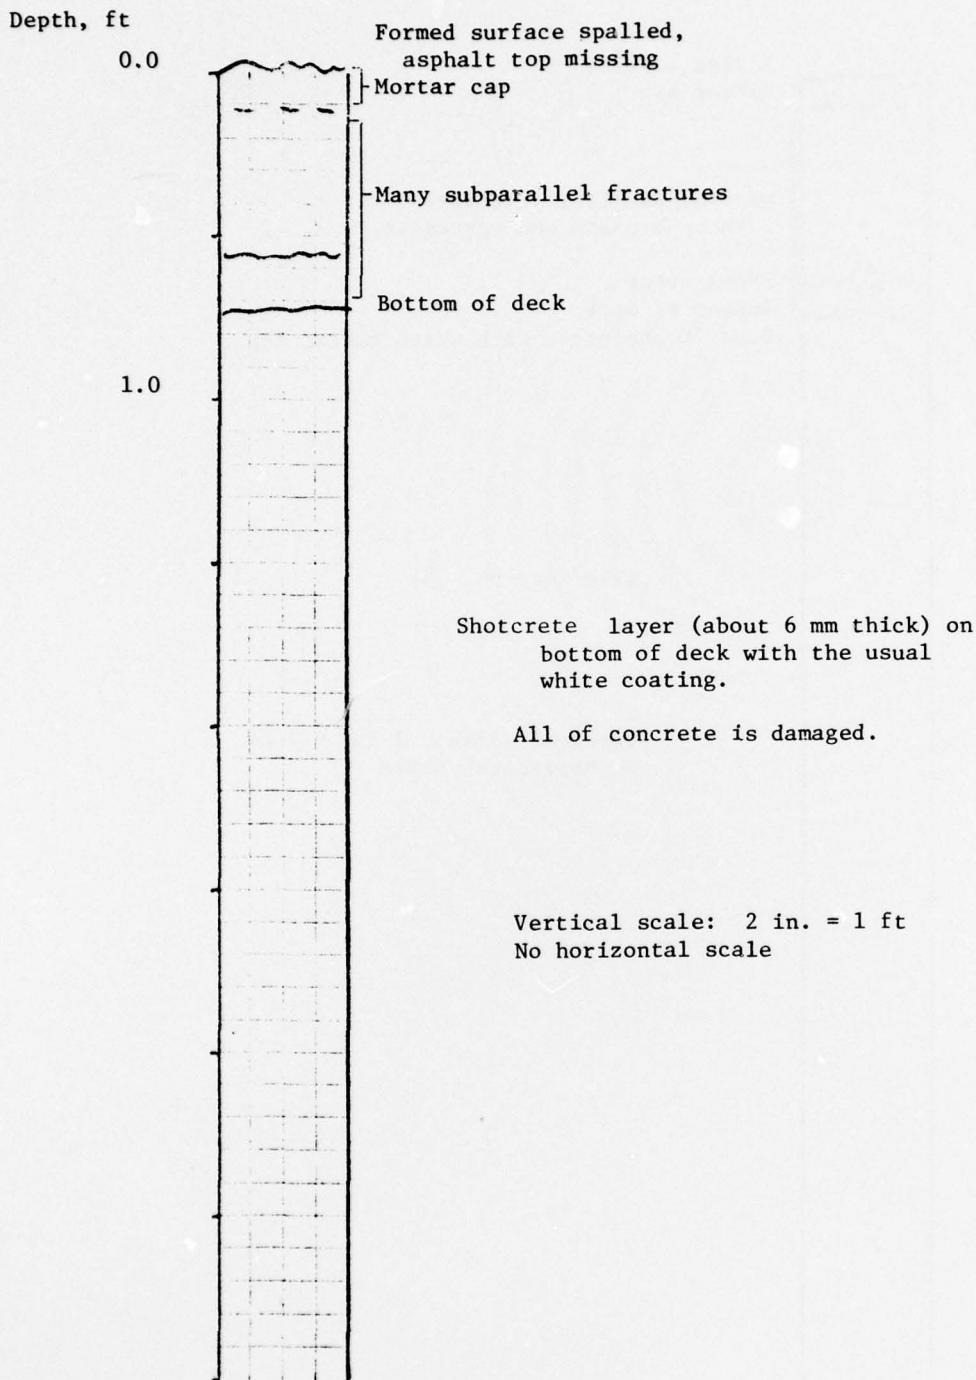 Depth, ft
Formed surface spalled,
asphalt top missing
0.0
Mortar cap
Many subparallel fractures
Bottom of deck
1.0
Shotcrete layer (about 6 mm thick) on
bottom of deck with the usual
white coating.
All of concrete is damaged.
Vertical scale: 2 in. = 1 ft
No horizontal scale